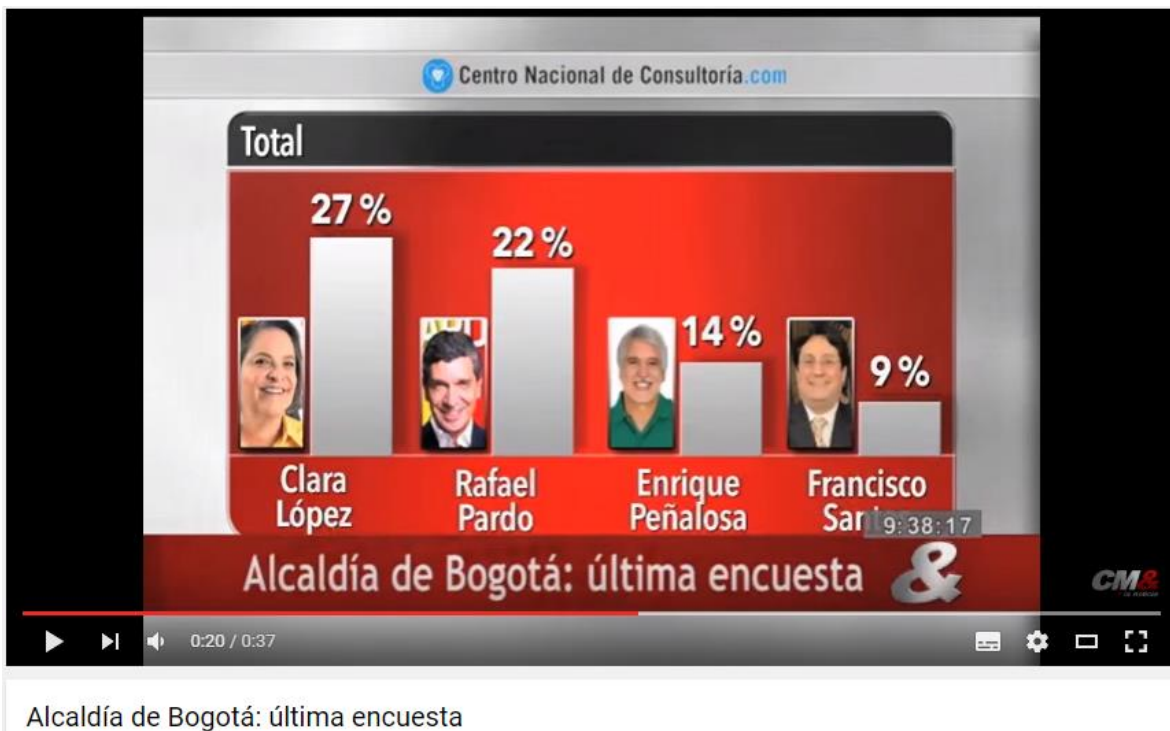 Centro Nacional de Consultoría.com
Total
27%
22%
14%
9%
Clara
López
Rafael
Pardo
Enrique
Peñalosa
Francisco
9:38:17
Alcaldía de Bogotá: última encuesta &
CM&
0:20 / 0:37
Alcaldía de Bogotá: última encuesta